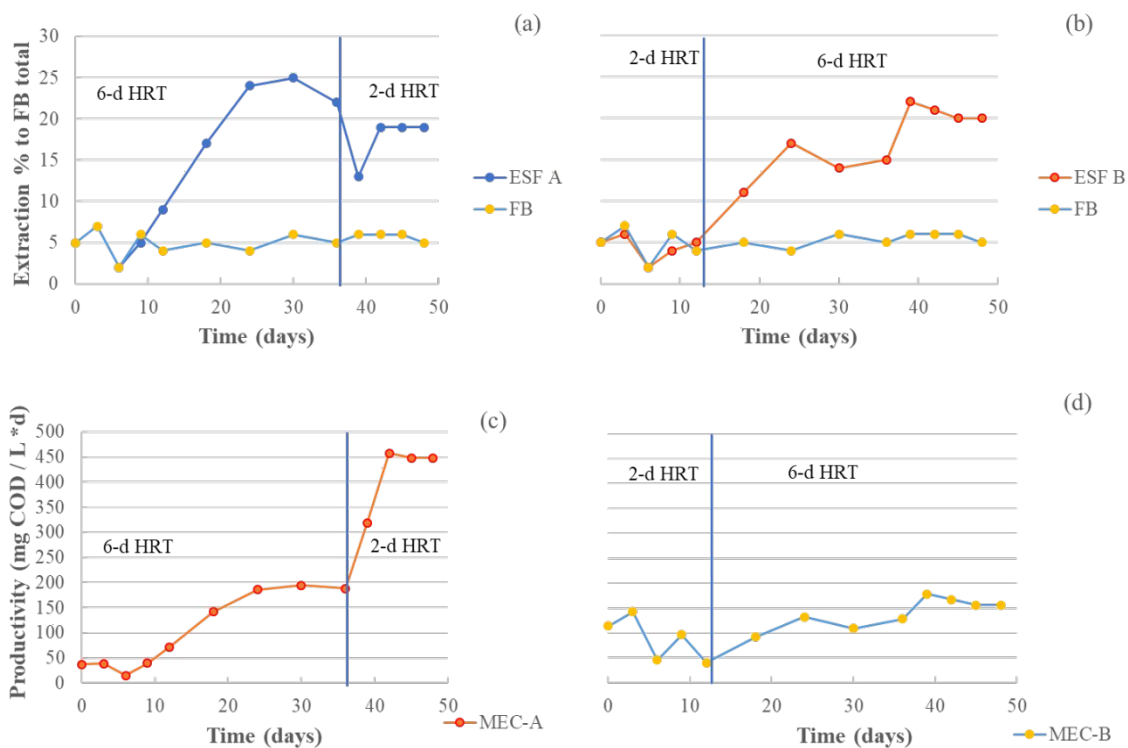 (a)
Extraction % to FB total
30
25
20
15
10
5
0
6-d HRT
2-d HRT
ESF A
FB
0 10 20 30 40 50
Time (days)
(b)
2-d HRT
6-d HRT
ESF B
FB
0 10 20 30 40 50
Time (days)
(c)
Productivity (mg COD / L *d)
500
450
400
350
300
250
200
150
100
50
0
6-d HRT
2-d HRT
0 10 20 30 40 50
Time (days)
MEC-A
(d)
2-d HRT
6-d HRT
0 10 20 30 40 50
Time (days)
MEC-B